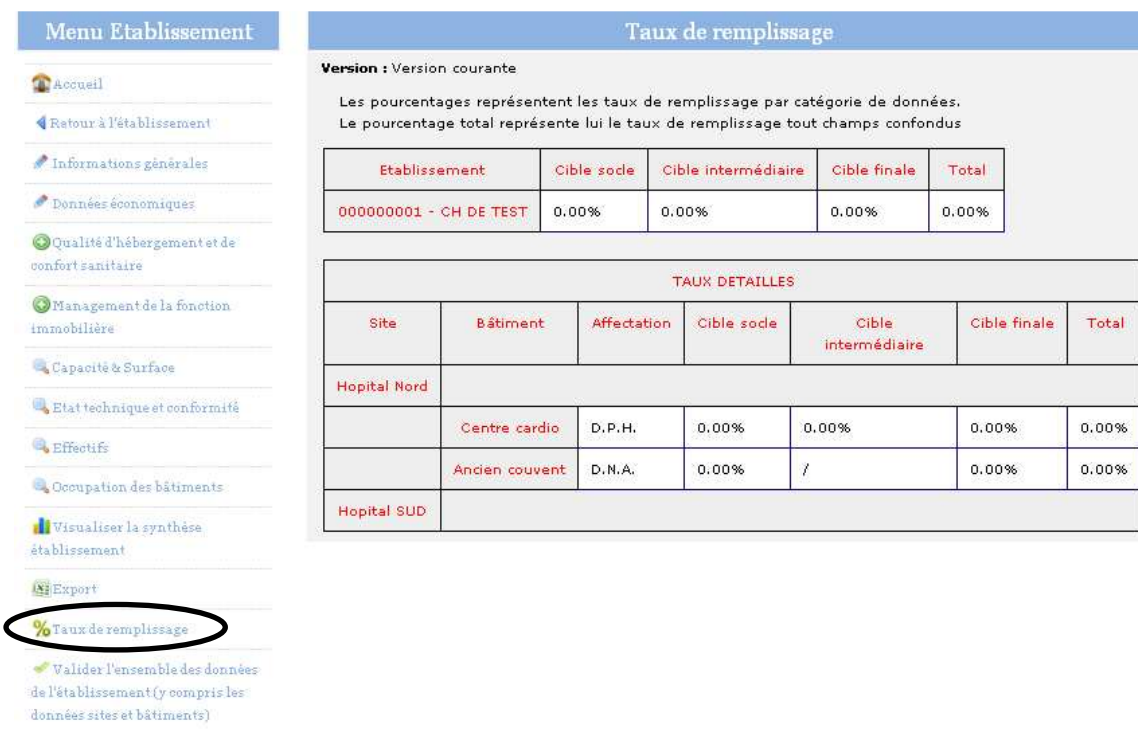 Menu Etablissement
Accueil
Retour à l'établissement
Informations générales
Données économiques
Qualité d'hébergement et de
confort sanitaire
Management de la fonction
immobilière
Capacité & Surface
Etat technique et conformité
Effectifs
Occupation des bâtiments
Visualiser la synthèse
établissement
Export
Taux de remplissage
Valider l'ensemble des données
de l'établissement (y compris les
données sites et bâtiments)
Taux de remplissage
Version : Version courante
Les pourcentages représentent les taux de remplissage par catégorie de données.
Le pourcentage total représente lui le taux de remplissage tout champs confondus
Etablissement Cible socle Cible intermédiaire Cible finale Total
000000001 - CH DE TEST 0.00% 0.00% 0.00% 0.00%
TAUX DETAILLES
Site Bâtiment Affectation Cible socle Cible Cible finale Total
intermédiaire
Hopital Nord
Centre cardio D.P.H. 0.00% 0.00% 0.00% 0.00%
Ancien couvent D.N.A. 0.00% / 0.00% 0.00%
Hopital SUD